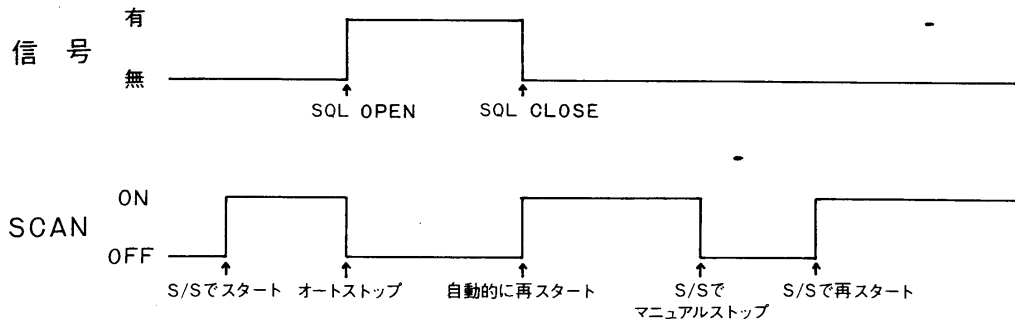 有
信 号
無
SQL OPEN SQL CLOSE
ON
SCAN
OFF
S/Sでスタート オートストップ 自動的に再スタート S/Sで S/Sで再スタート
マニュアルストップ